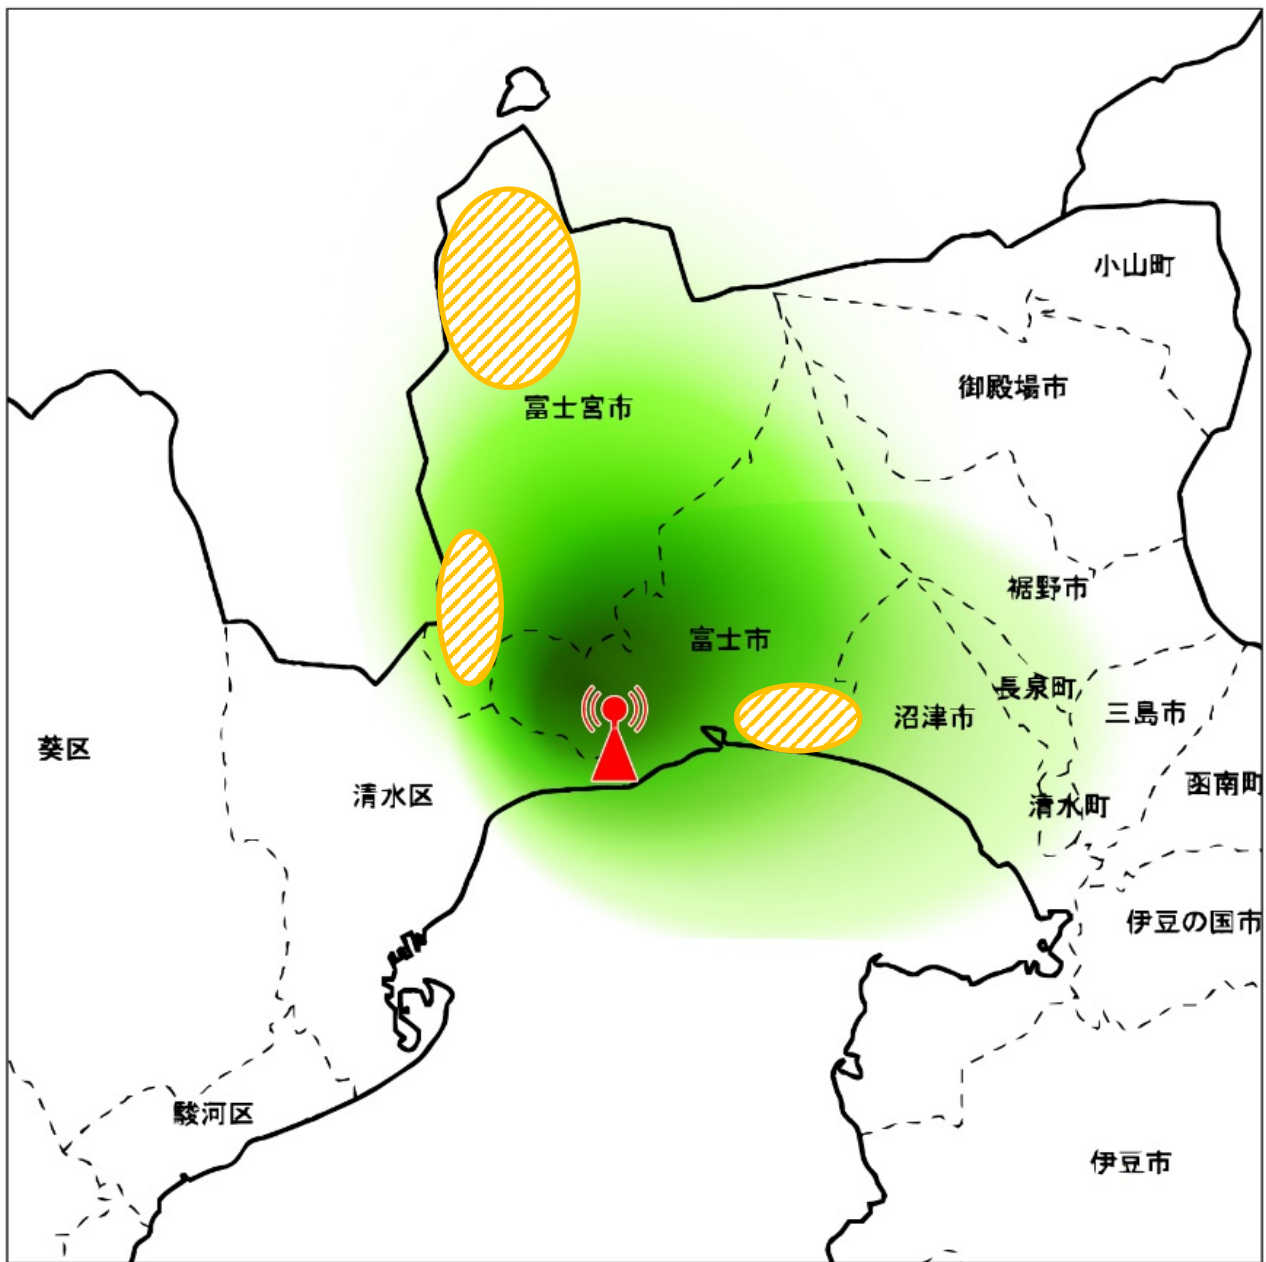 小山町
御殿場市
富士宮市
裾野市
富士市
長泉町
沼津市
三島市
葵区
函南町
清水区
清水町
伊豆の国市
駿河区
伊豆市